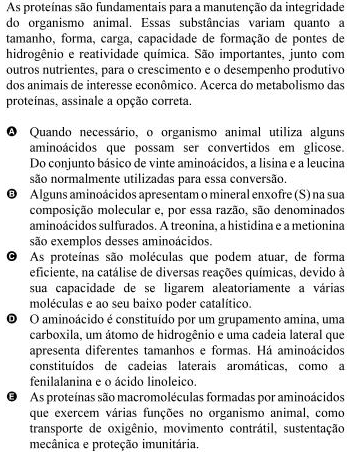 As proteínas são fundamentais para a manutenção da integridade
do organismo animal. Essas substâncias variam quanto a
tamanho, forma, carga, capacidade de formação de pontes de
hidrogênio e reatividade química. São importantes, junto com
outros nutrientes, para o crescimento e o desempenho produtivo
dos animais de interesse econômico. Acerca do metabolismo das
proteínas, assinale a opção correta.
A Quando necessário, o organismo animal utiliza alguns
aminoácidos que possam ser convertidos em glicose.
Do conjunto básico de vinte aminoácidos, a lisina e a leucina
são normalmente utilizadas para essa conversão.
B Alguns aminoácidos apresentam o mineral enxofre (S) na sua
composição molecular e, por essa razão, são denominados
aminoácidos sulfurados. A treonina, a histidina e a metionina
são exemplos desses aminoácidos.
C As proteínas são moléculas que podem atuar, de forma
eficiente, na catálise de diversas reações químicas, devido à
sua capacidade de se ligarem aleatoriamente a várias
moléculas e ao seu baixo poder catalítico.
D O aminoácido é constituído por um grupamento amina, uma
carboxila, um átomo de hidrogênio e uma cadeia lateral que
apresenta diferentes tamanhos e formas. Há aminoácidos
constituídos de cadeias laterais aromáticas, como a
fenilalanina e o ácido linoleico.
E As proteínas são macromoléculas formadas por aminoácidos
que exercem várias funções no organismo animal, como
transporte de oxigênio, movimento contrátil, sustentação
mecânica e proteção imunitária.